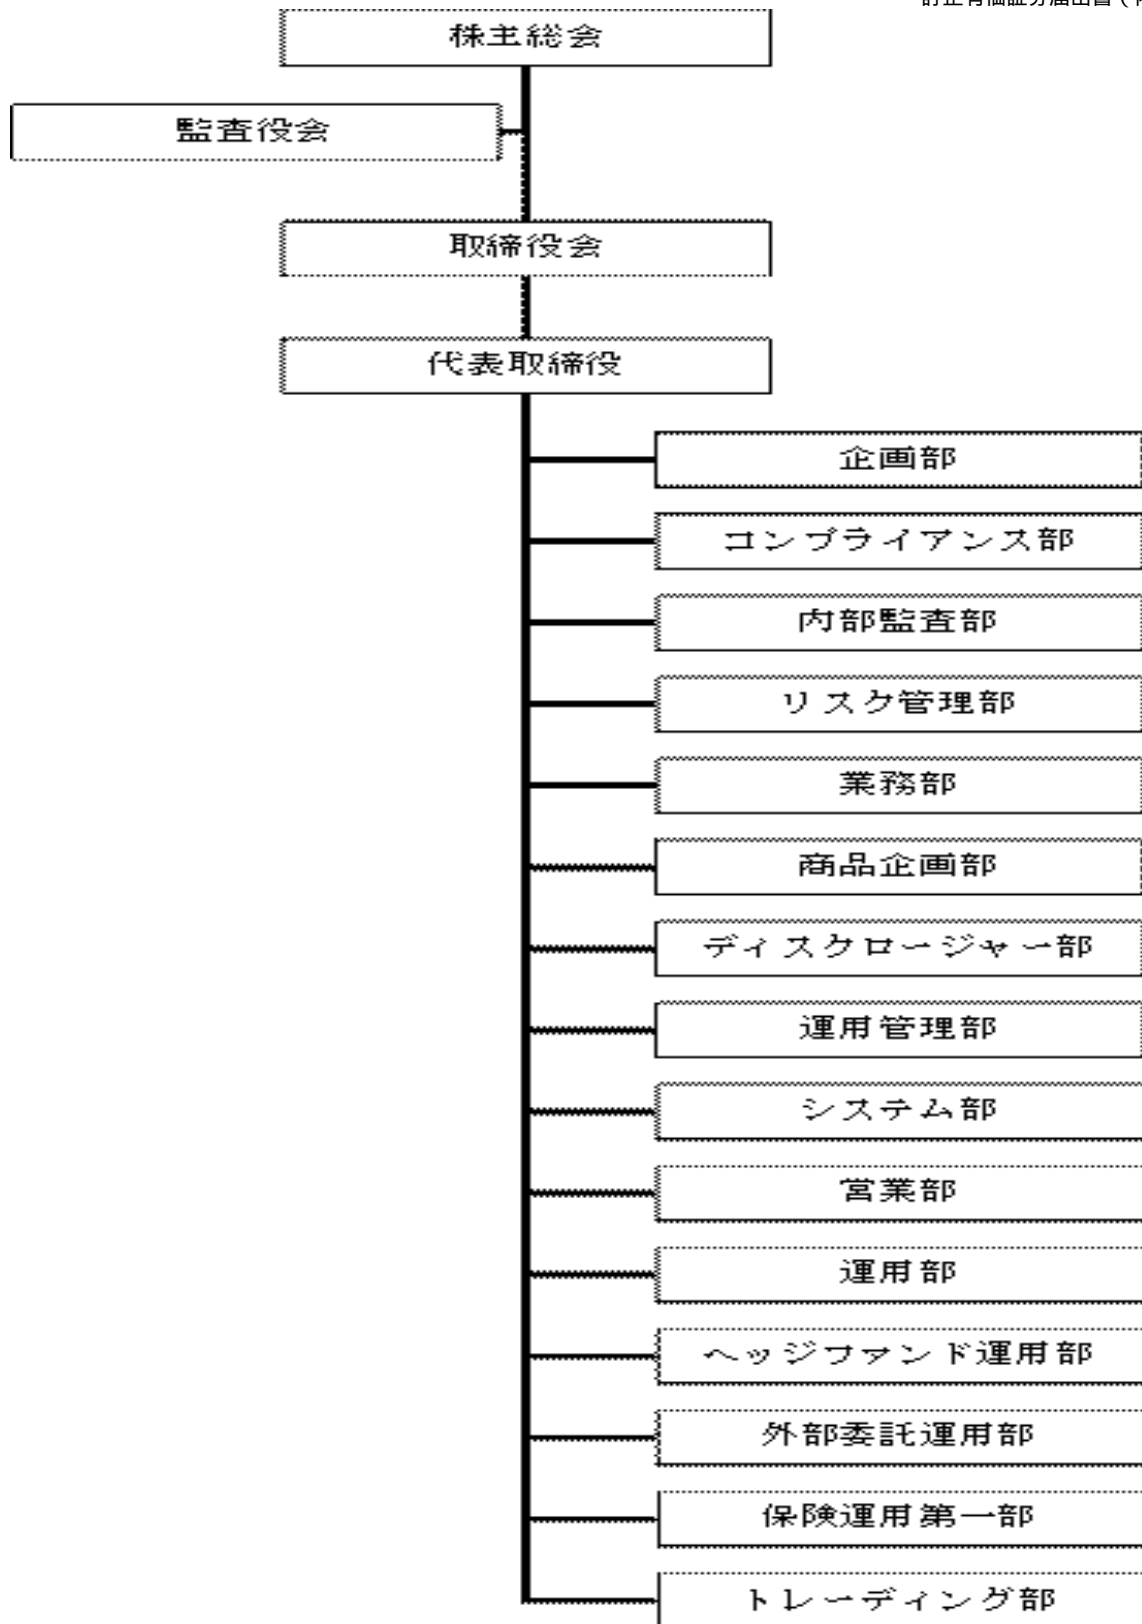 株主総会
監査役会
取締役会
代表取締役
企画部
コンプライアンス部
内部監査部
リスク管理部
業務部
商品企画部
ディスクロージャー部
運用管理部
システム部
営業部
運用部
ヘッジファンド運用部
外部委託運用部
保険運用第一部
トレーディング部